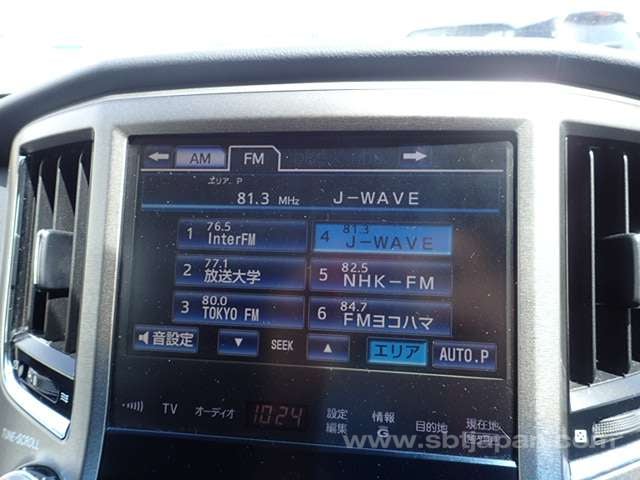 AM FM
エリア.P
81.3 MHz J-WAVE
1 76.5 InterFM
2 77.1 放送大学
3 80.0 TOKYO FM
4 81.3 J-WAVE
5 82.5 NHK-FM
6 84.7 FMヨコハマ
音設定 SEEK エリア AUTO.P
TV オーディオ 10:24 設定編集 情報 G 目的地 現在地
TUNE·SCROLL
www.sbtjapan.com